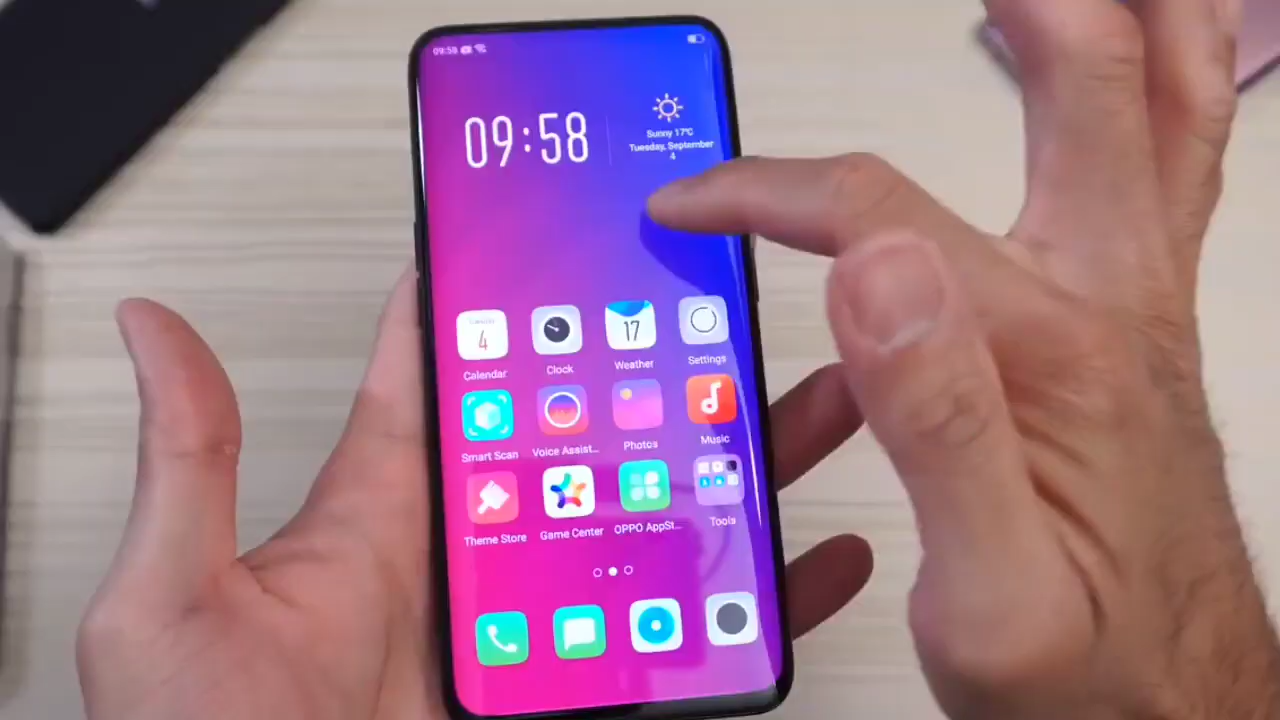 09:58
09:58
Sunny 17°C
Tuesday, September
4
4
17
Calendar
Clock
Weather
Settings
Smart Scan
Voice Assist...
Photos
Music
Theme Store
Game Center
OPPO AppSt...
Tools